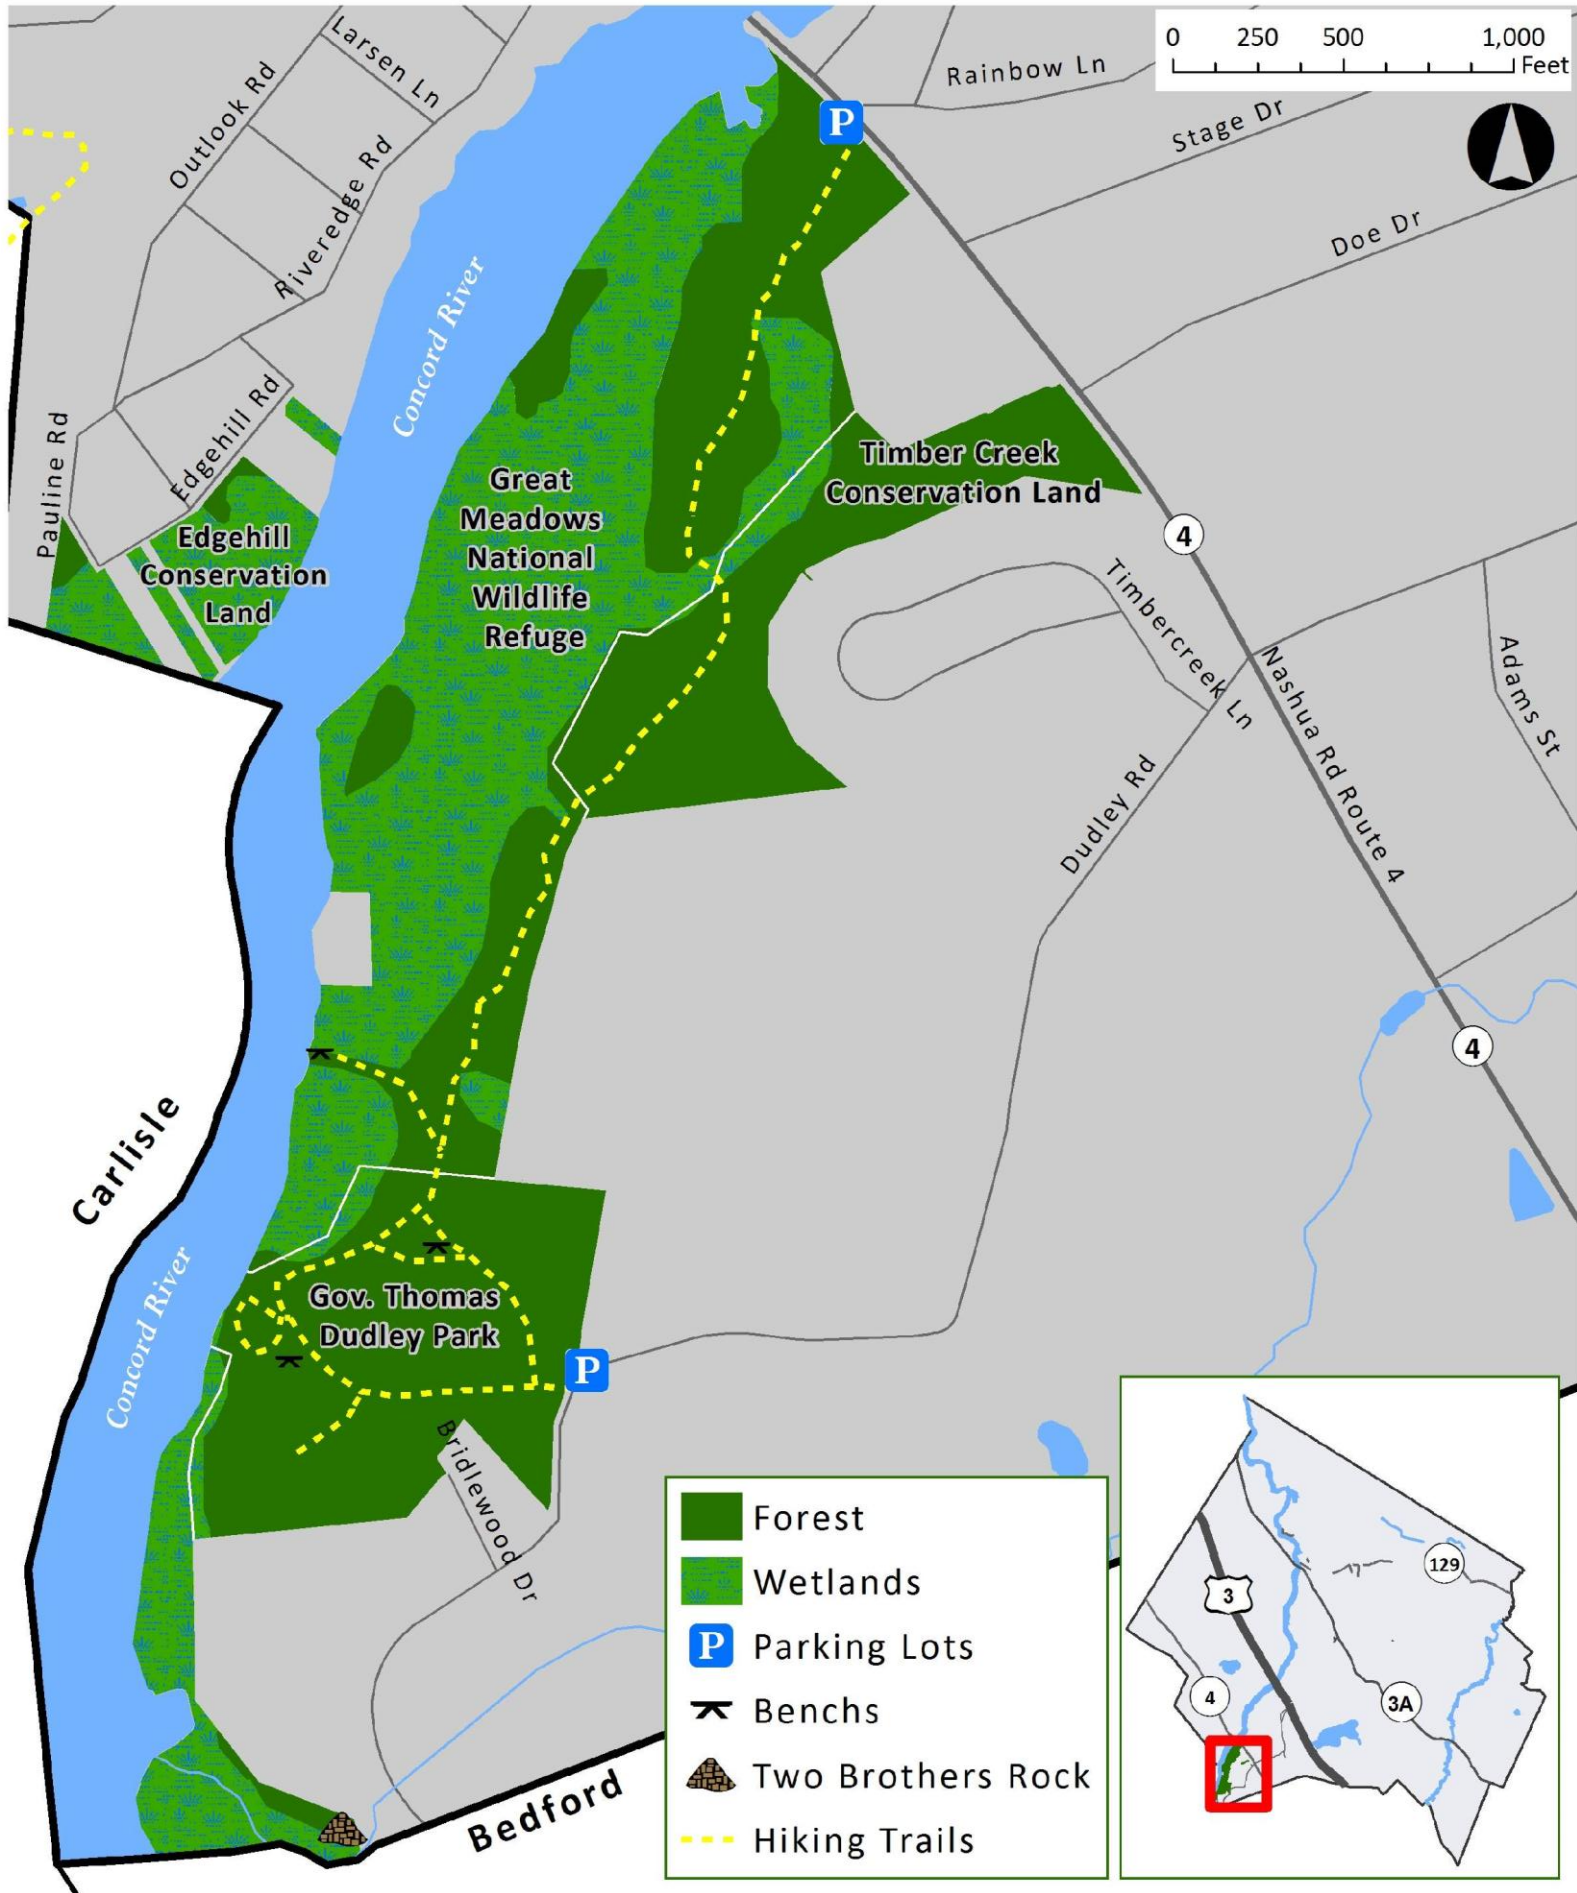 0 250 500 1,000
Feet
Larsen Ln
Outlook Rd
Riveredge Rd
Rainbow Ln
Stage Dr
Doe Dr
P
Concord River
Pauline Rd
Edgehill Rd
Edgehill
Conservation
Land
Great
Meadows
National
Wildlife
Refuge
Timber Creek
Conservation Land
4
Timbercreek Ln
Nashua Rd Route 4
Adams St
Dudley Rd
4
Carlisle
Concord River
Gov. Thomas
Dudley Park
P
Bridlewood Dr
Bedford
Forest
Wetlands
P Parking Lots
Benchs
Two Brothers Rock
Hiking Trails
129
3
4
3A